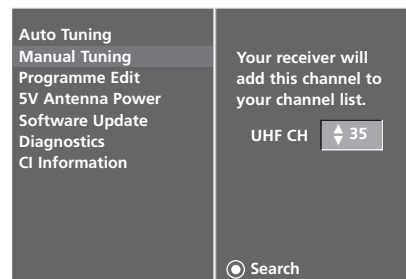 Auto Tuning
Manual Tuning
Programme Edit
5V Antenna Power
Software Update
Diagnostics
CI Information
Your receiver will
add this channel to
your channel list.
UHF CH 35
Search